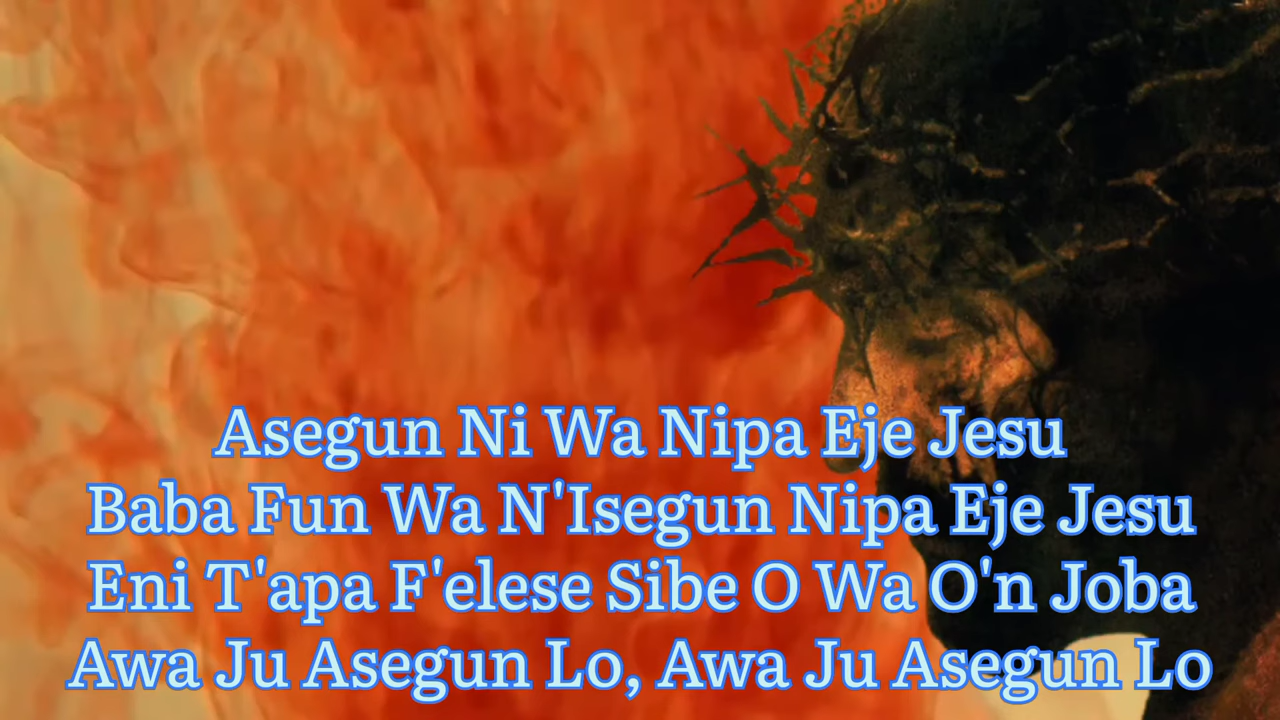 Asegun Ni Wa Nipa Eje Jesu
Baba Fun Wa N'Isegun Nipa Eje Jesu
Eni T'apa F'elese Sibe O Wa O'n Joba
Awa Ju Asegun Lo, Awa Ju Asegun Lo